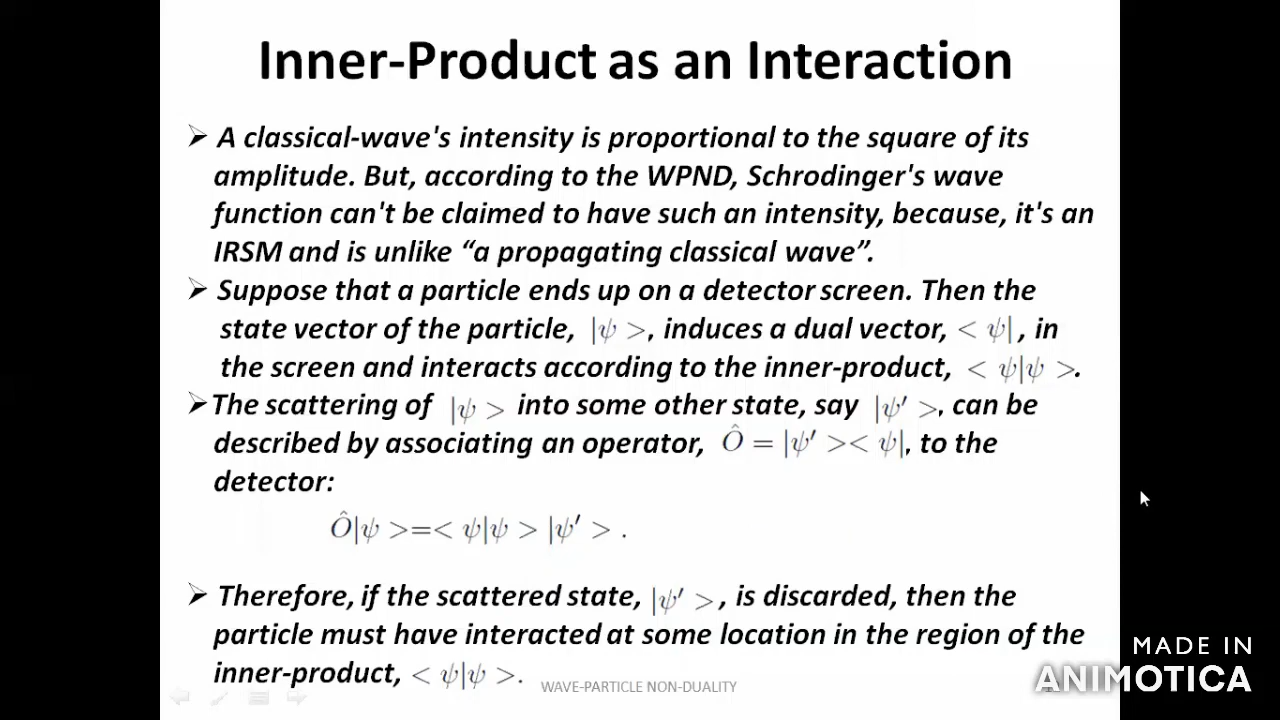 Inner-Product as an Interaction
➢ A classical-wave's intensity is proportional to the square of its
amplitude. But, according to the WPND, Schrodinger's wave
function can't be claimed to have such an intensity, because, it's an
IRSM and is unlike “a propagating classical wave”.
➢ Suppose that a particle ends up on a detector screen. Then the
state vector of the particle, |ψ >, induces a dual vector, < ψ|, in
the screen and interacts according to the inner-product, < ψ|ψ >.
➢ The scattering of |ψ > into some other state, say |ψ′ >, can be
described by associating an operator, Ô = |ψ′ >< ψ|, to the
detector:
Ô|ψ >=< ψ|ψ > |ψ′ > .
➢ Therefore, if the scattered state, |ψ′ >, is discarded, then the
particle must have interacted at some location in the region of the
inner-product, < ψ|ψ >.
WAVE-PARTICLE NON-DUALITY
MADE IN
ANIMOTICA